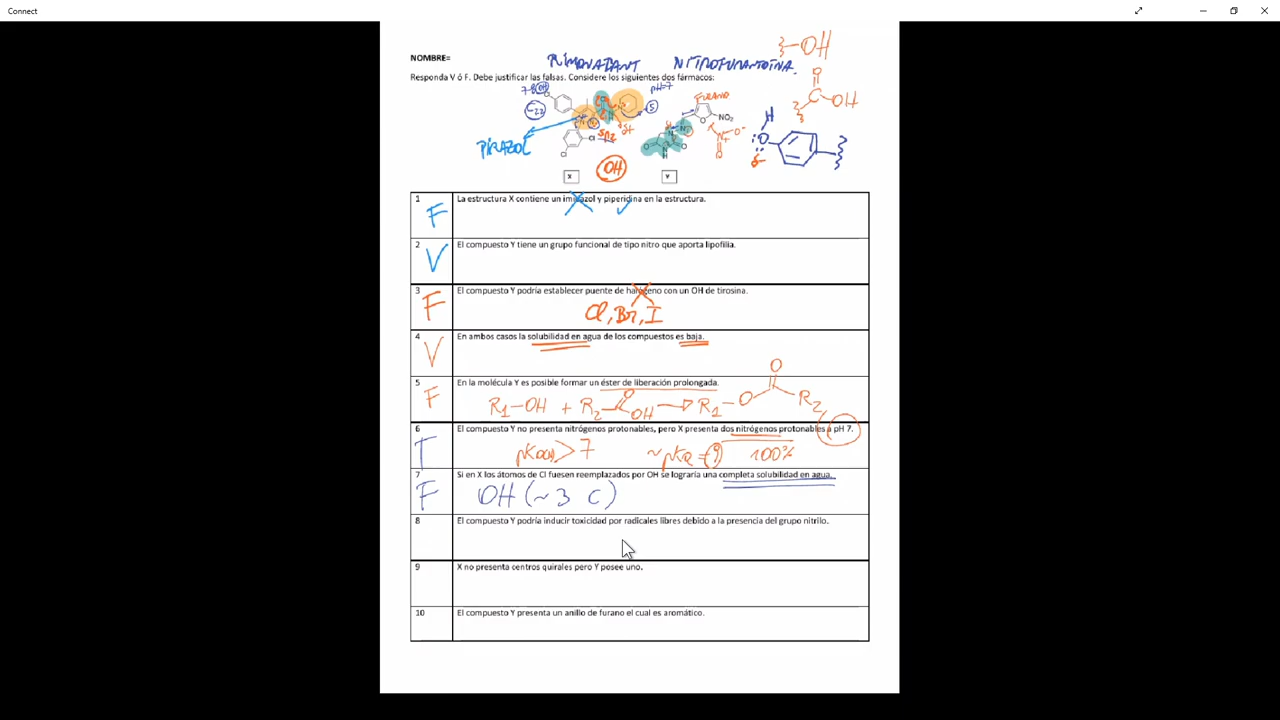 Connect
NOMBRE=
RIMONABANT NITROFURANTOINA.
OH
Responda V ó F. Debe justificar las falsas. Considere los siguientes dos fármacos:
O
C
OH
pH=7
FURANO
NO₂
H
PIRAZOL
sp2
Cl
OH
X Y
1 La estructura X contiene un imidazol y piperidina en la estructura.
F
2 El compuesto Y tiene un grupo funcional de tipo nitro que aporta lipofilia.
V
3 El compuesto Y podría establecer puente de halógeno con un OH de tirosina.
F Cl, Br, I
4 En ambos casos la solubilidad en agua de los compuestos es baja.
V
5 En la molécula Y es posible formar un éster de liberación prolongada.
F R1-OH + R2 O OH → R1-O O R2
6 El compuesto Y no presenta nitrógenos protonables, pero X presenta dos nitrógenos protonables a pH 7.
100%
7 Si en X los átomos de Cl fuesen reemplazados por OH se lograría una completa solubilidad en agua.
F OH (~3 C)
8 El compuesto Y podría inducir toxicidad por radicales libres debido a la presencia del grupo nitrilo.
9 X no presenta centros quirales pero Y posee uno.
10 El compuesto Y presenta un anillo de furano el cual es aromático.